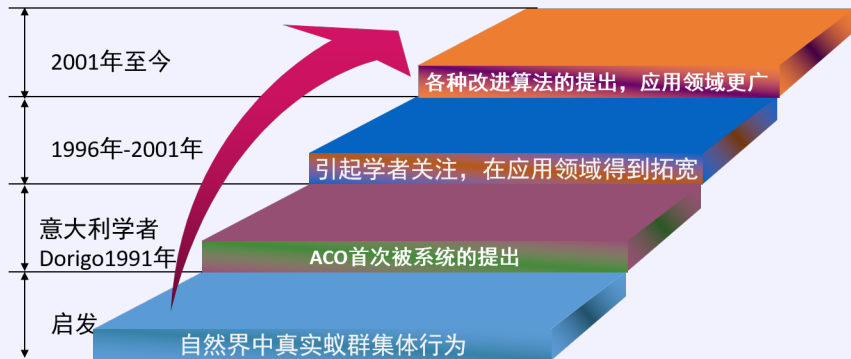 2001年至今
各种改进算法的提出，应用领域更广
1996年-2001年
引起学者关注，在应用领域得到拓宽
意大利学者
Dorigo1991年
ACO首次被系统的提出
启发
自然界中真实蚁群集体行为